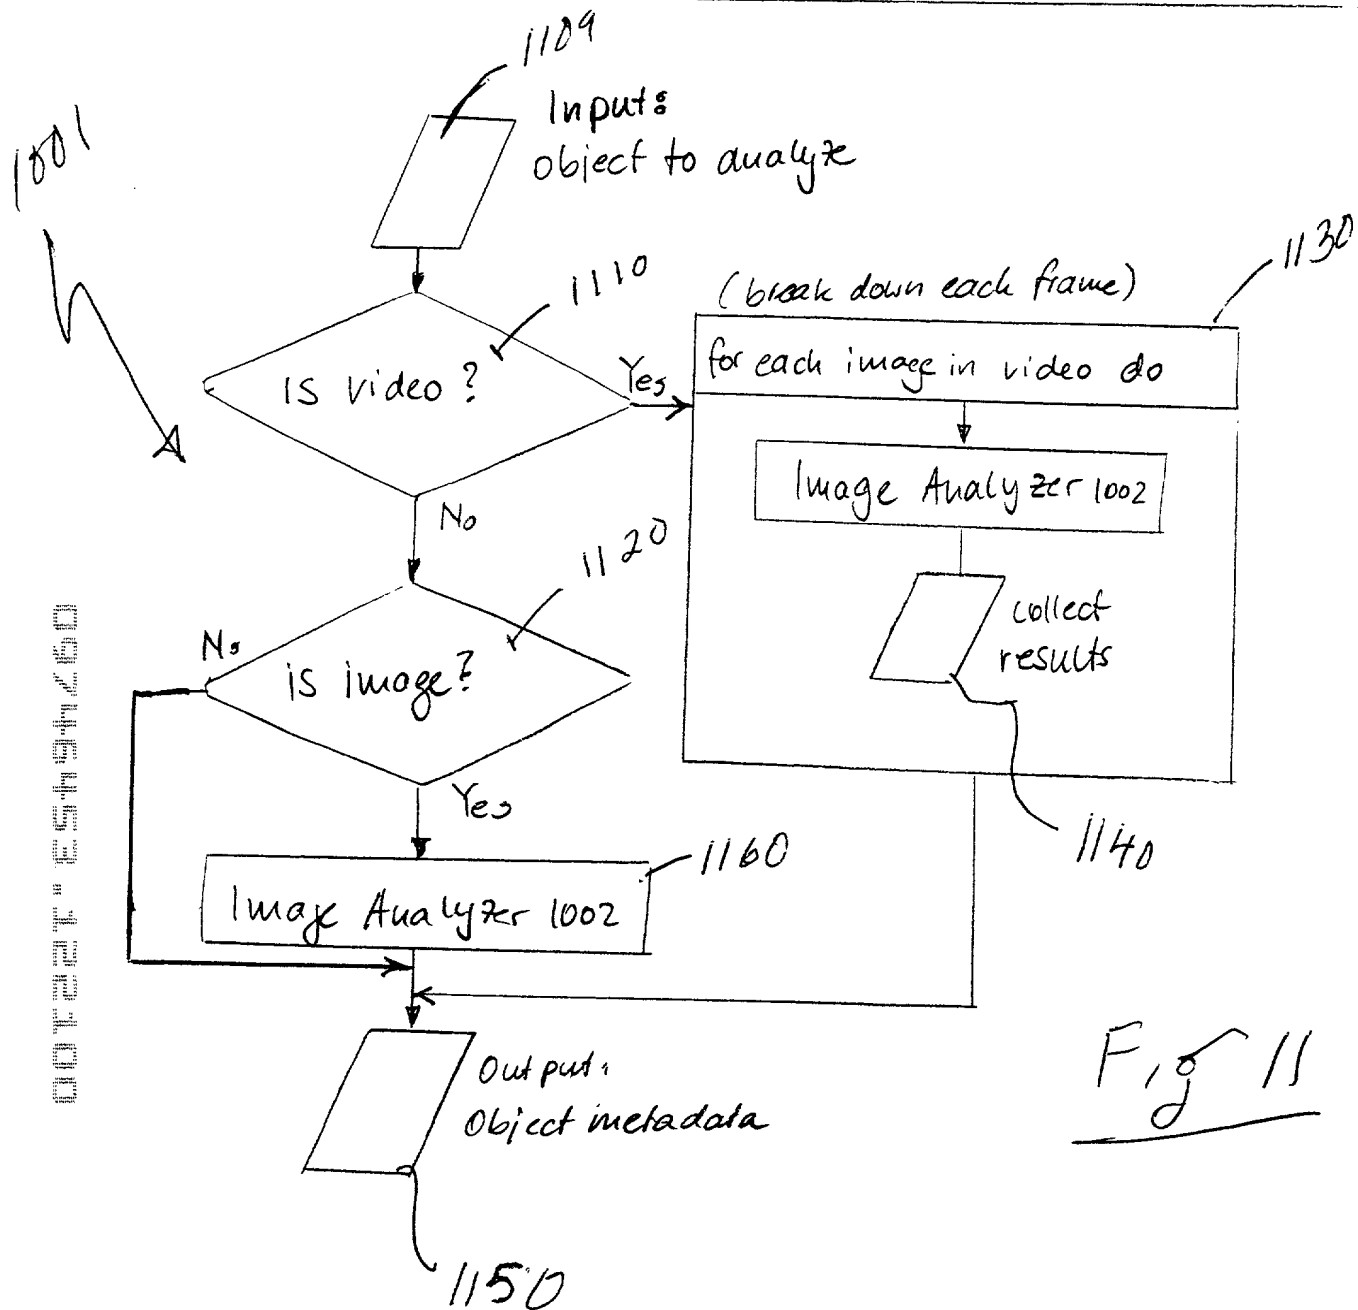 1109
Input:
object to analyze
1001
1110
1130
(break down each frame)
is video?
Yes
for each image in video do
Image Analyzer 1002
No
1120
collect
results
No
is image?
Yes
1140
1160
Image Analyzer 1002
Output:
Object metadata
Fig 11
1150
09746453.122100